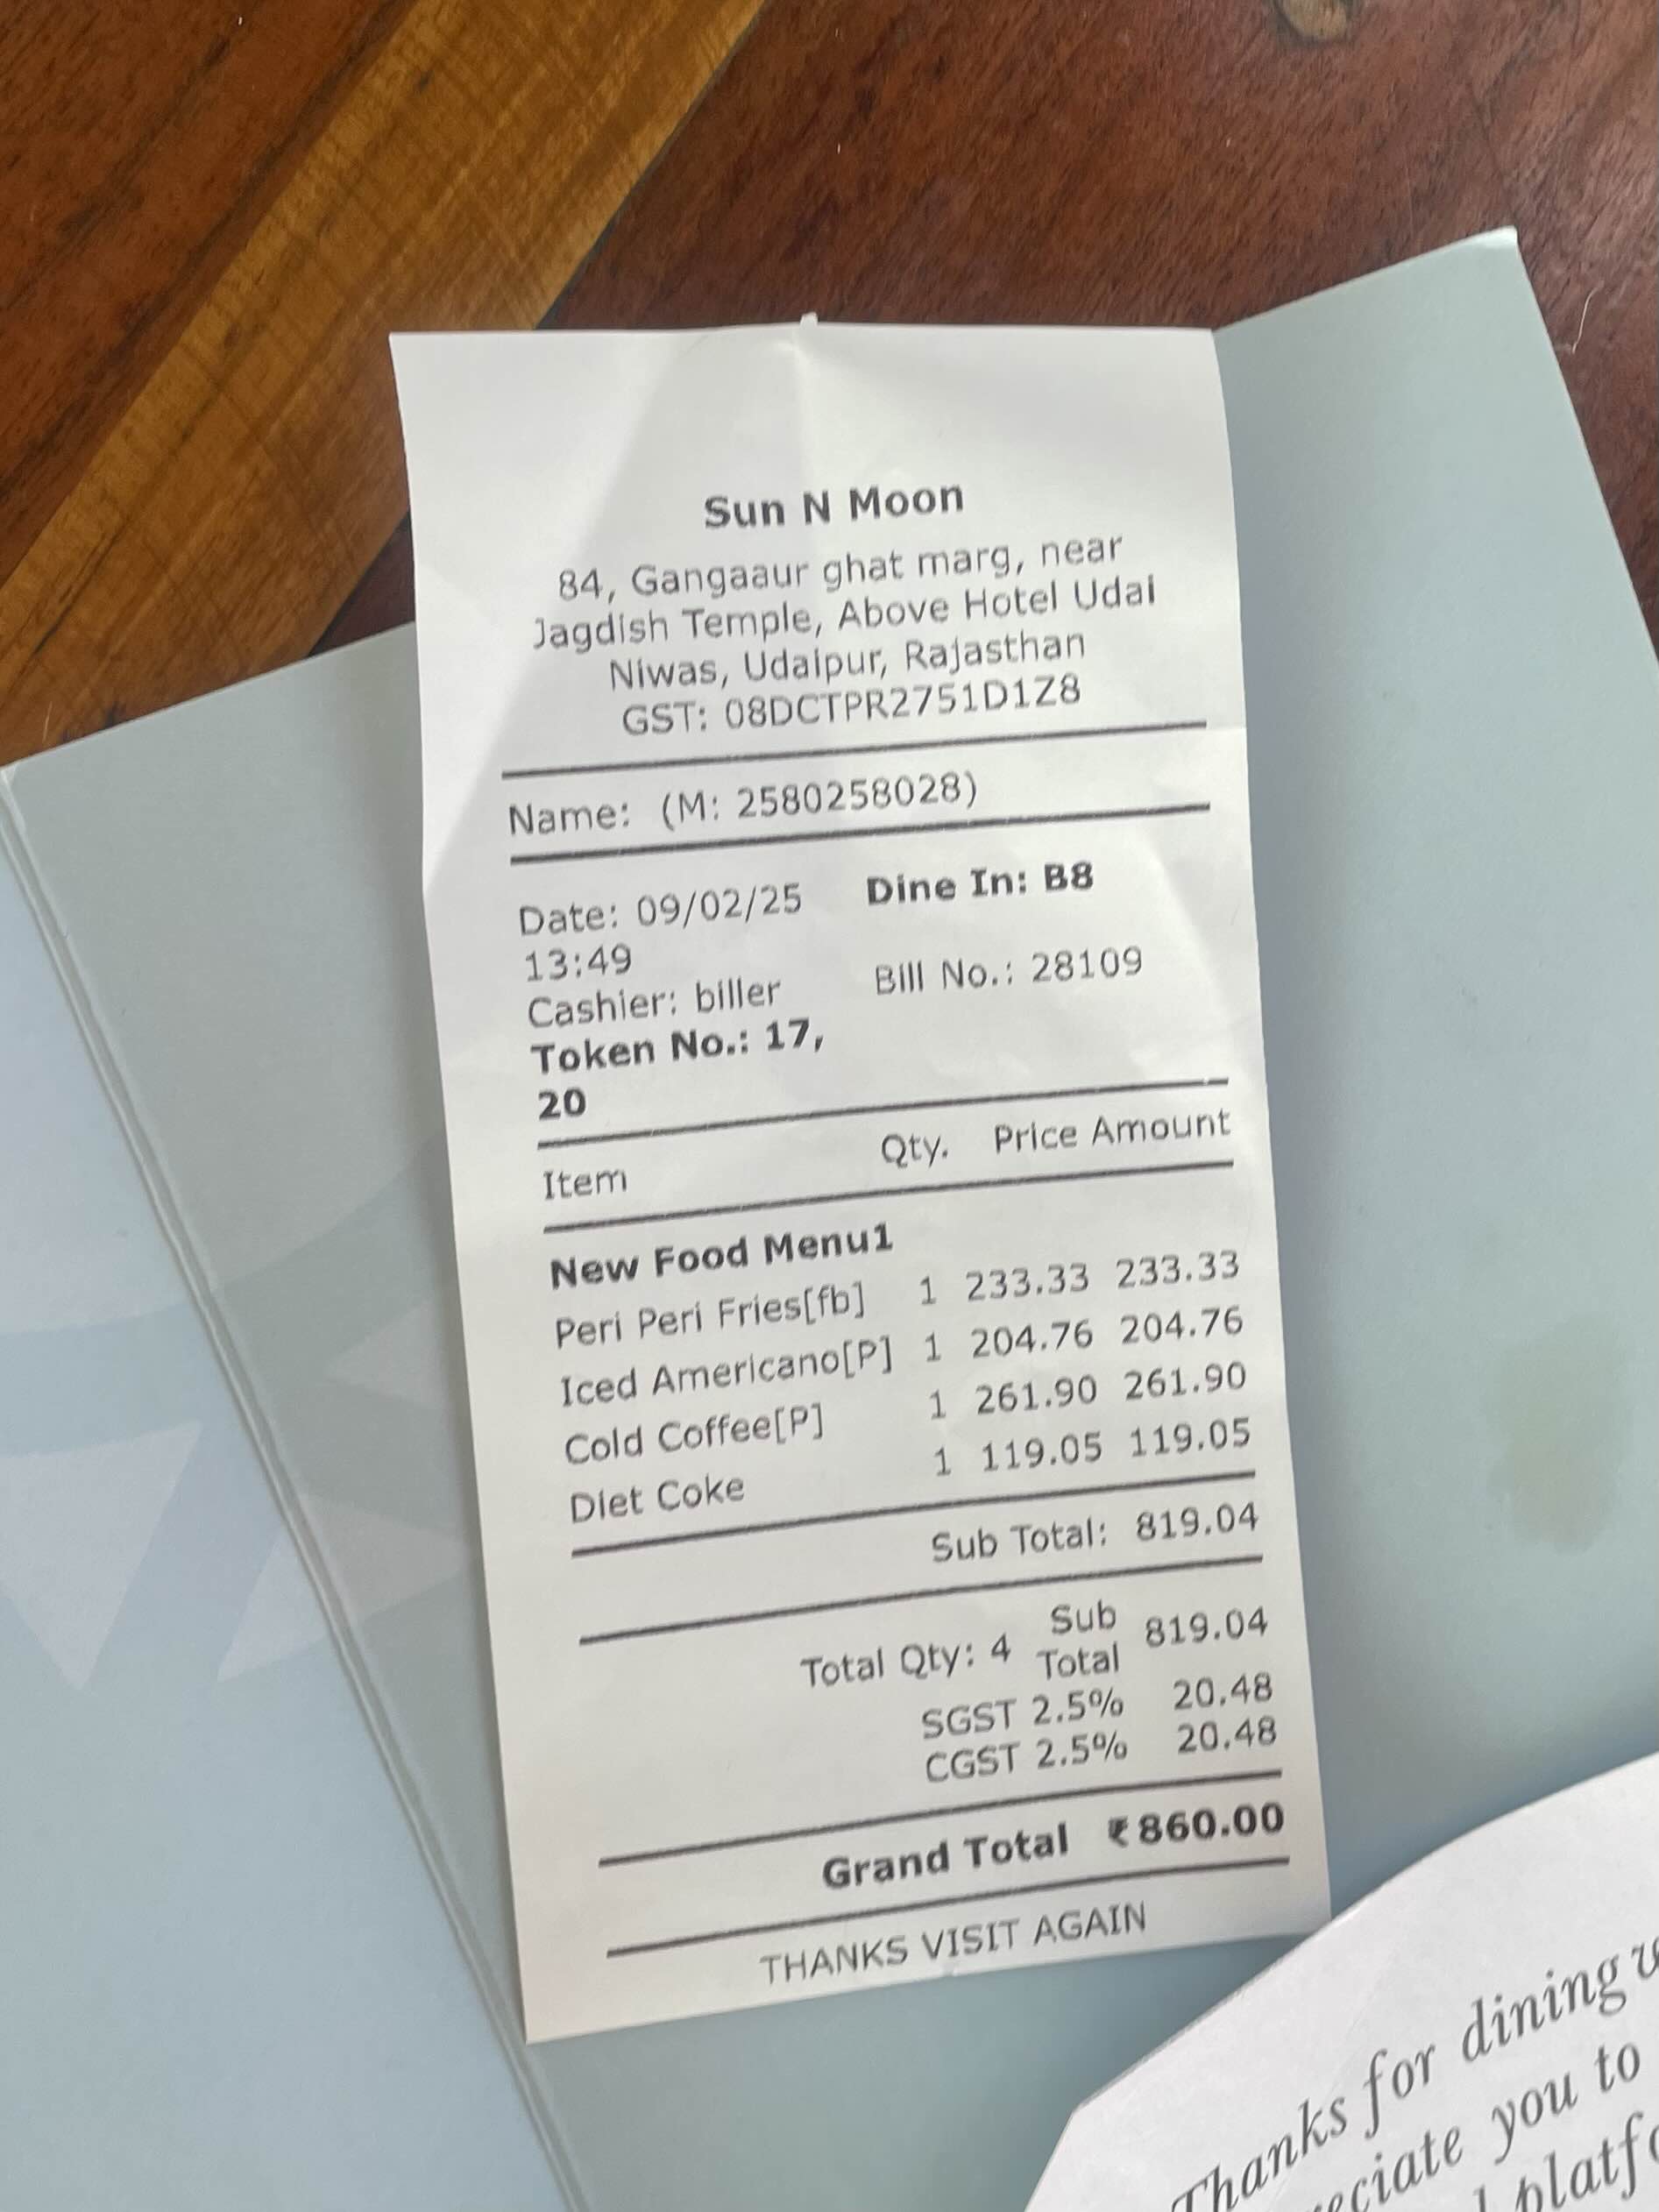 Sun N Moon
84, Gangaaur ghat marg, near
Jagdish Temple, Above Hotel Udai
Niwas, Udaipur, Rajasthan
GST: 08DCTPR2751D1Z8
Name: (M: 2580258028)
Date: 09/02/25 Dine In: B8
13:49
Cashier: biller Bill No.: 28109
Token No.: 17,
20
Item Qty. Price Amount
New Food Menu1
Peri Peri Fries[fb] 1 233.33 233.33
Iced Americano[P] 1 204.76 204.76
Cold Coffee[P] 1 261.90 261.90
Diet Coke 1 119.05 119.05
Sub Total: 819.04
Total Qty: 4 Sub Total 819.04
SGST 2.5% 20.48
CGST 2.5% 20.48
Grand Total ₹860.00
THANKS VISIT AGAIN
Thanks for dining
you to